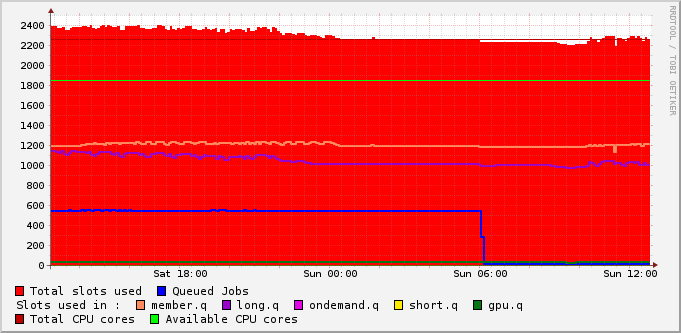 RRDTOOL / TOBI OETIKER
2400
2200
2000
1800
1600
1400
1200
1000
800
600
400
200
0
Sat 18:00 Sun 00:00 Sun 06:00 Sun 12:00
Total slots used Queued Jobs
Slots used in : member.q long.q ondemand.q short.q gpu.q
Total CPU cores Available CPU cores